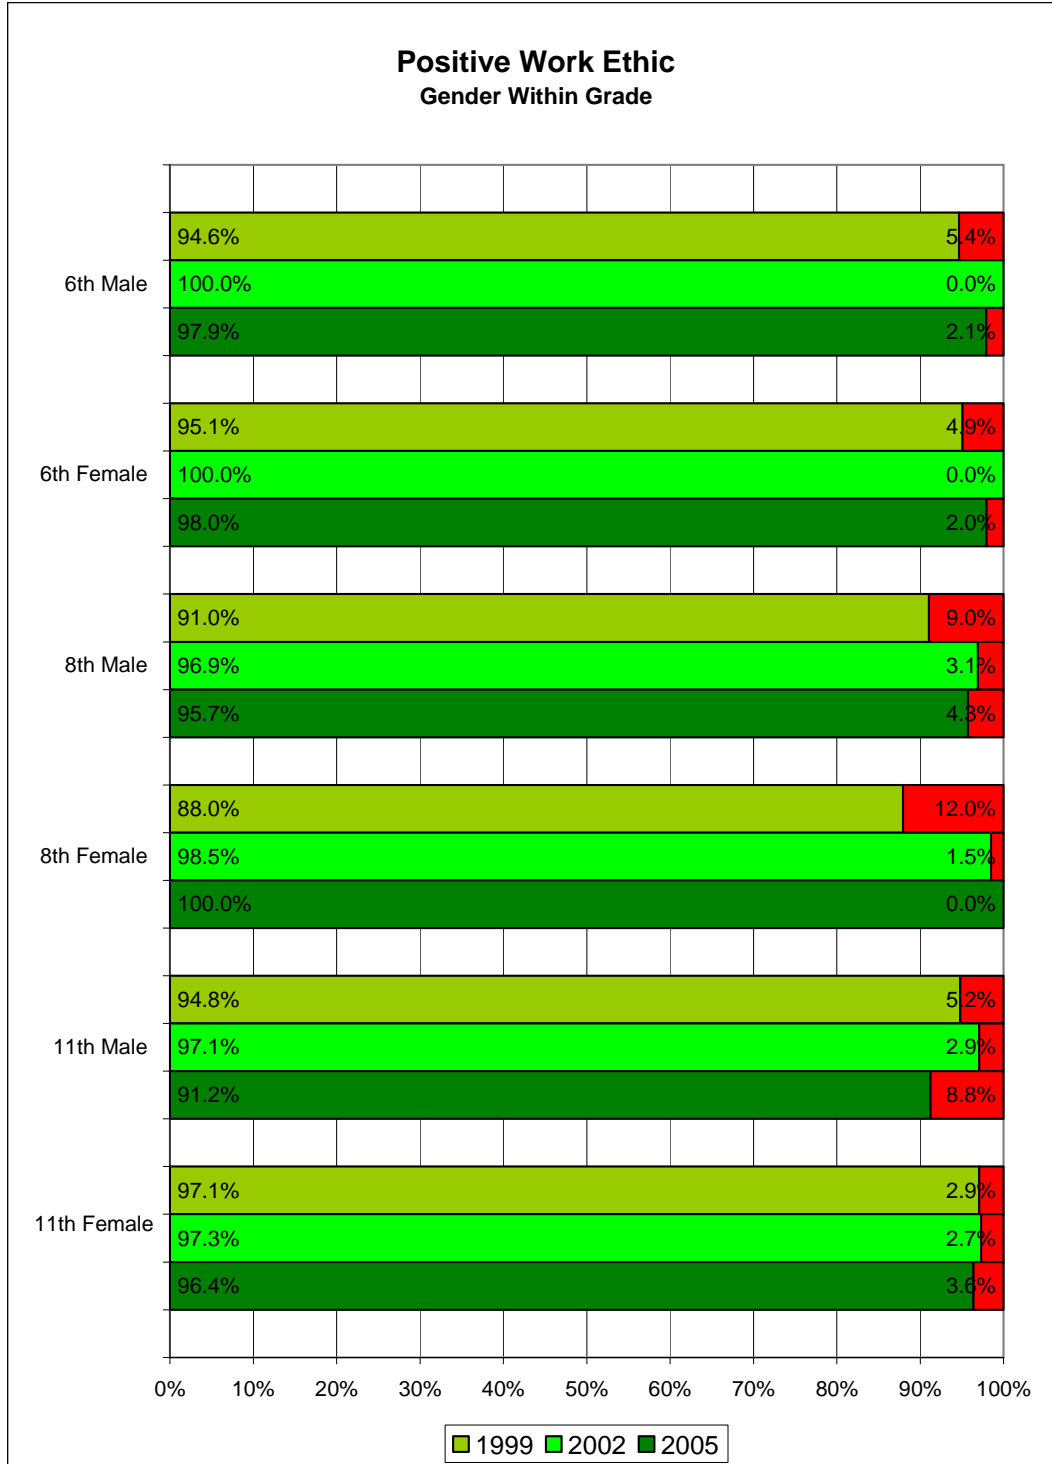 Positive Work Ethic
Gender Within Grade
94.6% 5.4%
6th Male 100.0% 0.0%
97.9% 2.1%
95.1% 4.9%
6th Female 100.0% 0.0%
98.0% 2.0%
91.0% 9.0%
8th Male 96.9% 3.1%
95.7% 4.3%
88.0% 12.0%
8th Female 98.5% 1.5%
100.0% 0.0%
94.8% 5.2%
11th Male 97.1% 2.9%
91.2% 8.8%
97.1% 2.9%
11th Female 97.3% 2.7%
96.4% 3.6%
0% 10% 20% 30% 40% 50% 60% 70% 80% 90% 100%
1999 2002 2005